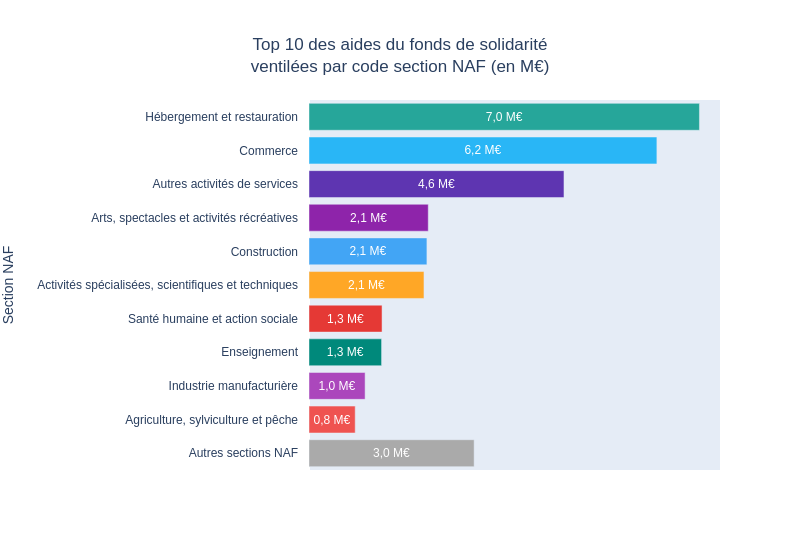 Top 10 des aides du fonds de solidarité
ventilées par code section NAF (en M€)
Section NAF
Hébergement et restauration 7,0 M€
Commerce 6,2 M€
Autres activités de services 4,6 M€
Arts, spectacles et activités récréatives 2,1 M€
Construction 2,1 M€
Activités spécialisées, scientifiques et techniques 2,1 M€
Santé humaine et action sociale 1,3 M€
Enseignement 1,3 M€
Industrie manufacturière 1,0 M€
Agriculture, sylviculture et pêche 0,8 M€
Autres sections NAF 3,0 M€